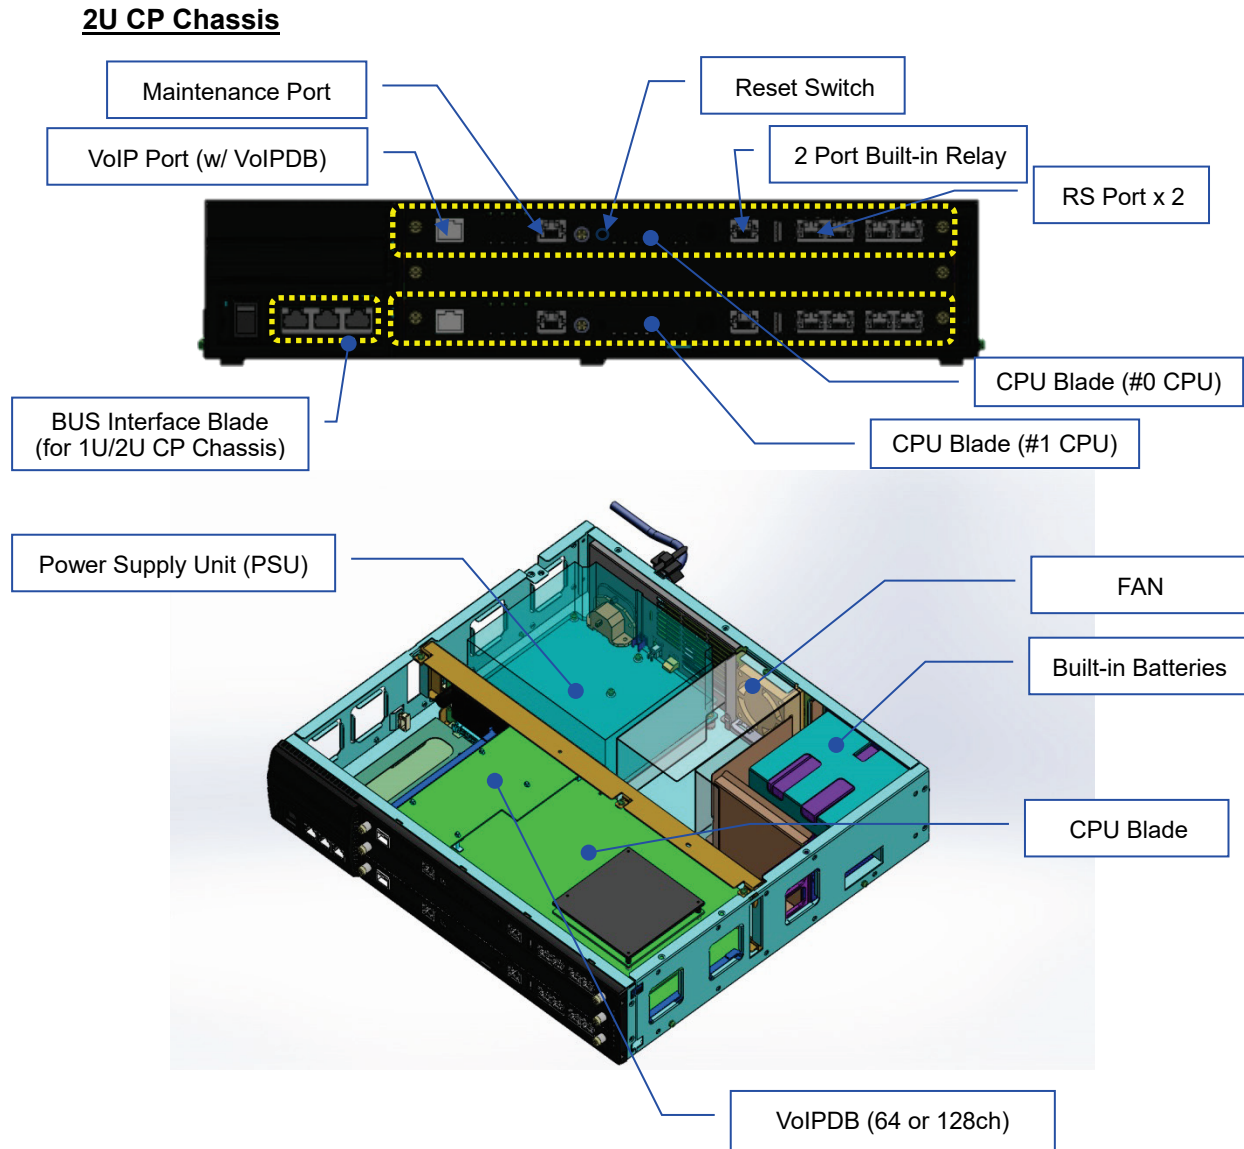 2U CP Chassis
Maintenance Port
Reset Switch
VoIP Port (w/ VoIPDB)
2 Port Built-in Relay
RS Port x 2
CPU Blade (#0 CPU)
BUS Interface Blade
(for 1U/2U CP Chassis)
CPU Blade (#1 CPU)
Power Supply Unit (PSU)
FAN
Built-in Batteries
CPU Blade
VoIPDB (64 or 128ch)